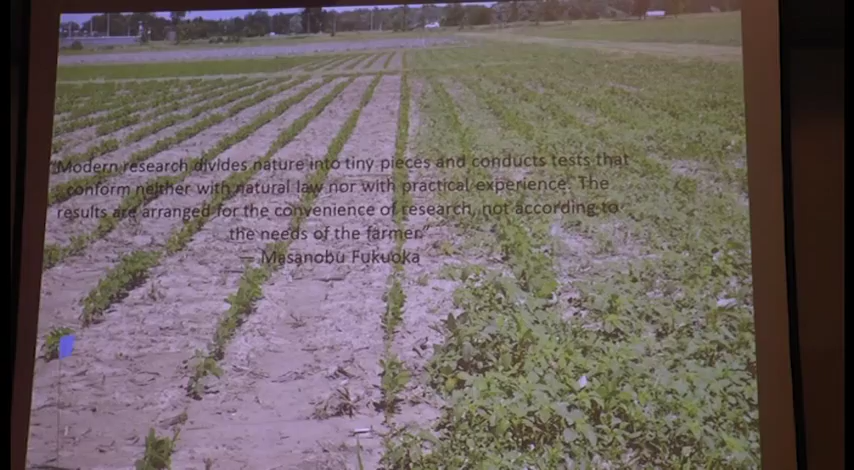 "Modern research divides nature into tiny pieces and conducts tests that
conform neither with natural law nor with practical experience. The
results are arranged for the convenience of research, not according to
the needs of the farmer."
— Masanobu Fukuoka